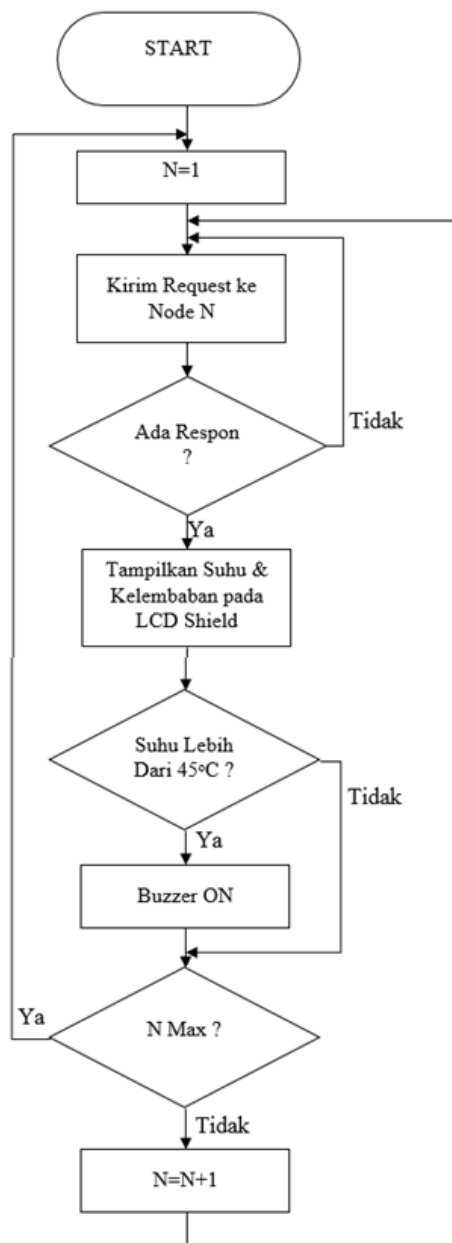 START
N=1
Kirim Request ke
Node N
Ada Respon
?
Tidak
Ya
Tampilkan Suhu &
Kelembaban pada
LCD Shield
Suhu Lebih
Dari 45°C ?
Tidak
Ya
Buzzer ON
Ya
N Max ?
Tidak
N=N+1